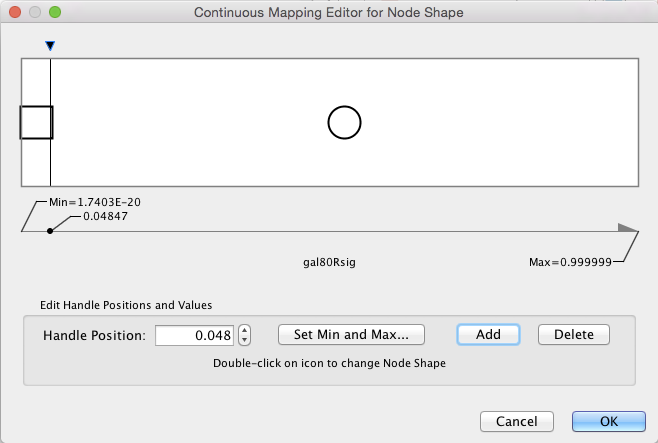 Continuous Mapping Editor for Node Shape
Min=1.7403E-20
0.04847
gal80Rsig
Max=0.999999
Edit Handle Positions and Values
Handle Position: 0.048 Set Min and Max... Add Delete
Double-click on icon to change Node Shape
Cancel OK